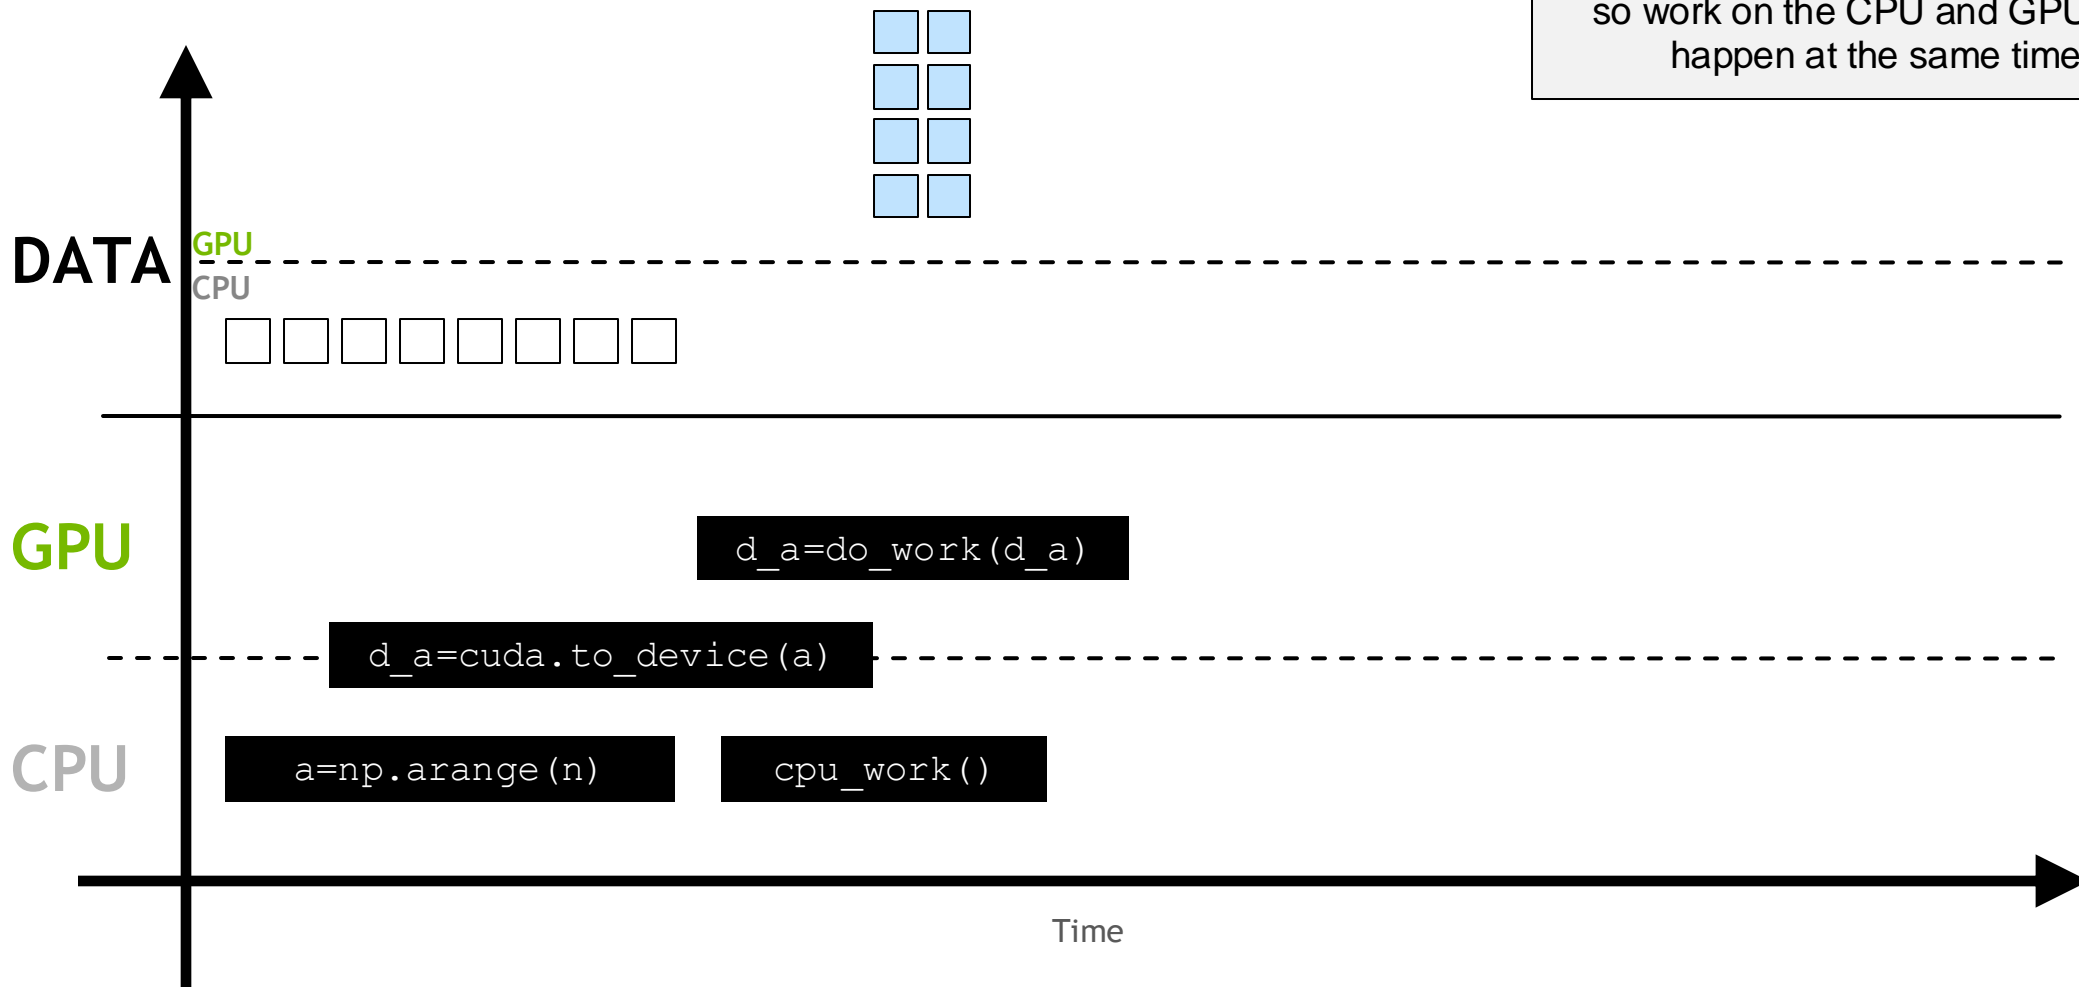 so work on the CPU and GPU
happen at the same time
DATA
GPU
CPU
GPU
d_a=do_work(d_a)
d_a=cuda.to_device(a)
CPU
a=np.arange(n)
cpu_work()
Time